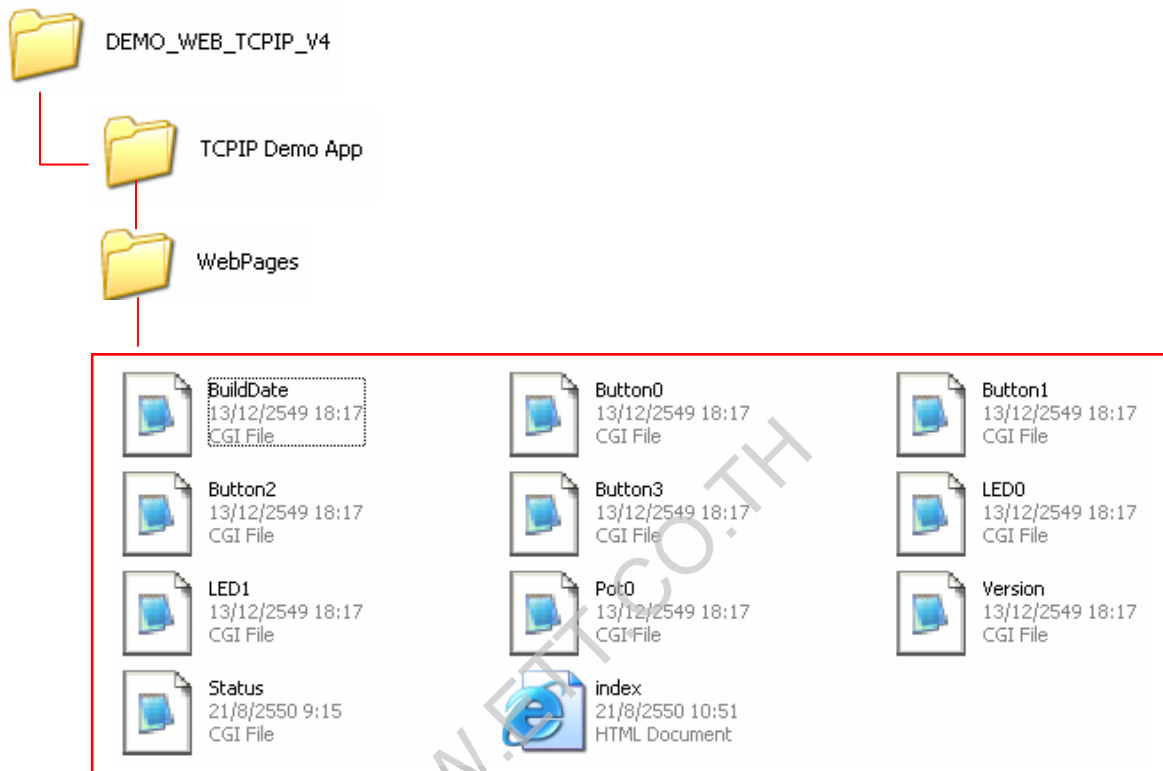 DEMO_WEB_TCPIP_V4
TCPIP Demo App
WebPages
BuildDate
13/12/2549 18:17
CGI File
Button0
13/12/2549 18:17
CGI File
Button1
13/12/2549 18:17
CGI File
Button2
13/12/2549 18:17
CGI File
Button3
13/12/2549 18:17
CGI File
LED0
13/12/2549 18:17
CGI File
LED1
13/12/2549 18:17
CGI File
Pot0
13/12/2549 18:17
CGI File
Version
13/12/2549 18:17
CGI File
Status
21/8/2550 9:15
CGI File
index
21/8/2550 10:51
HTML Document
W.ETT.CO.TH